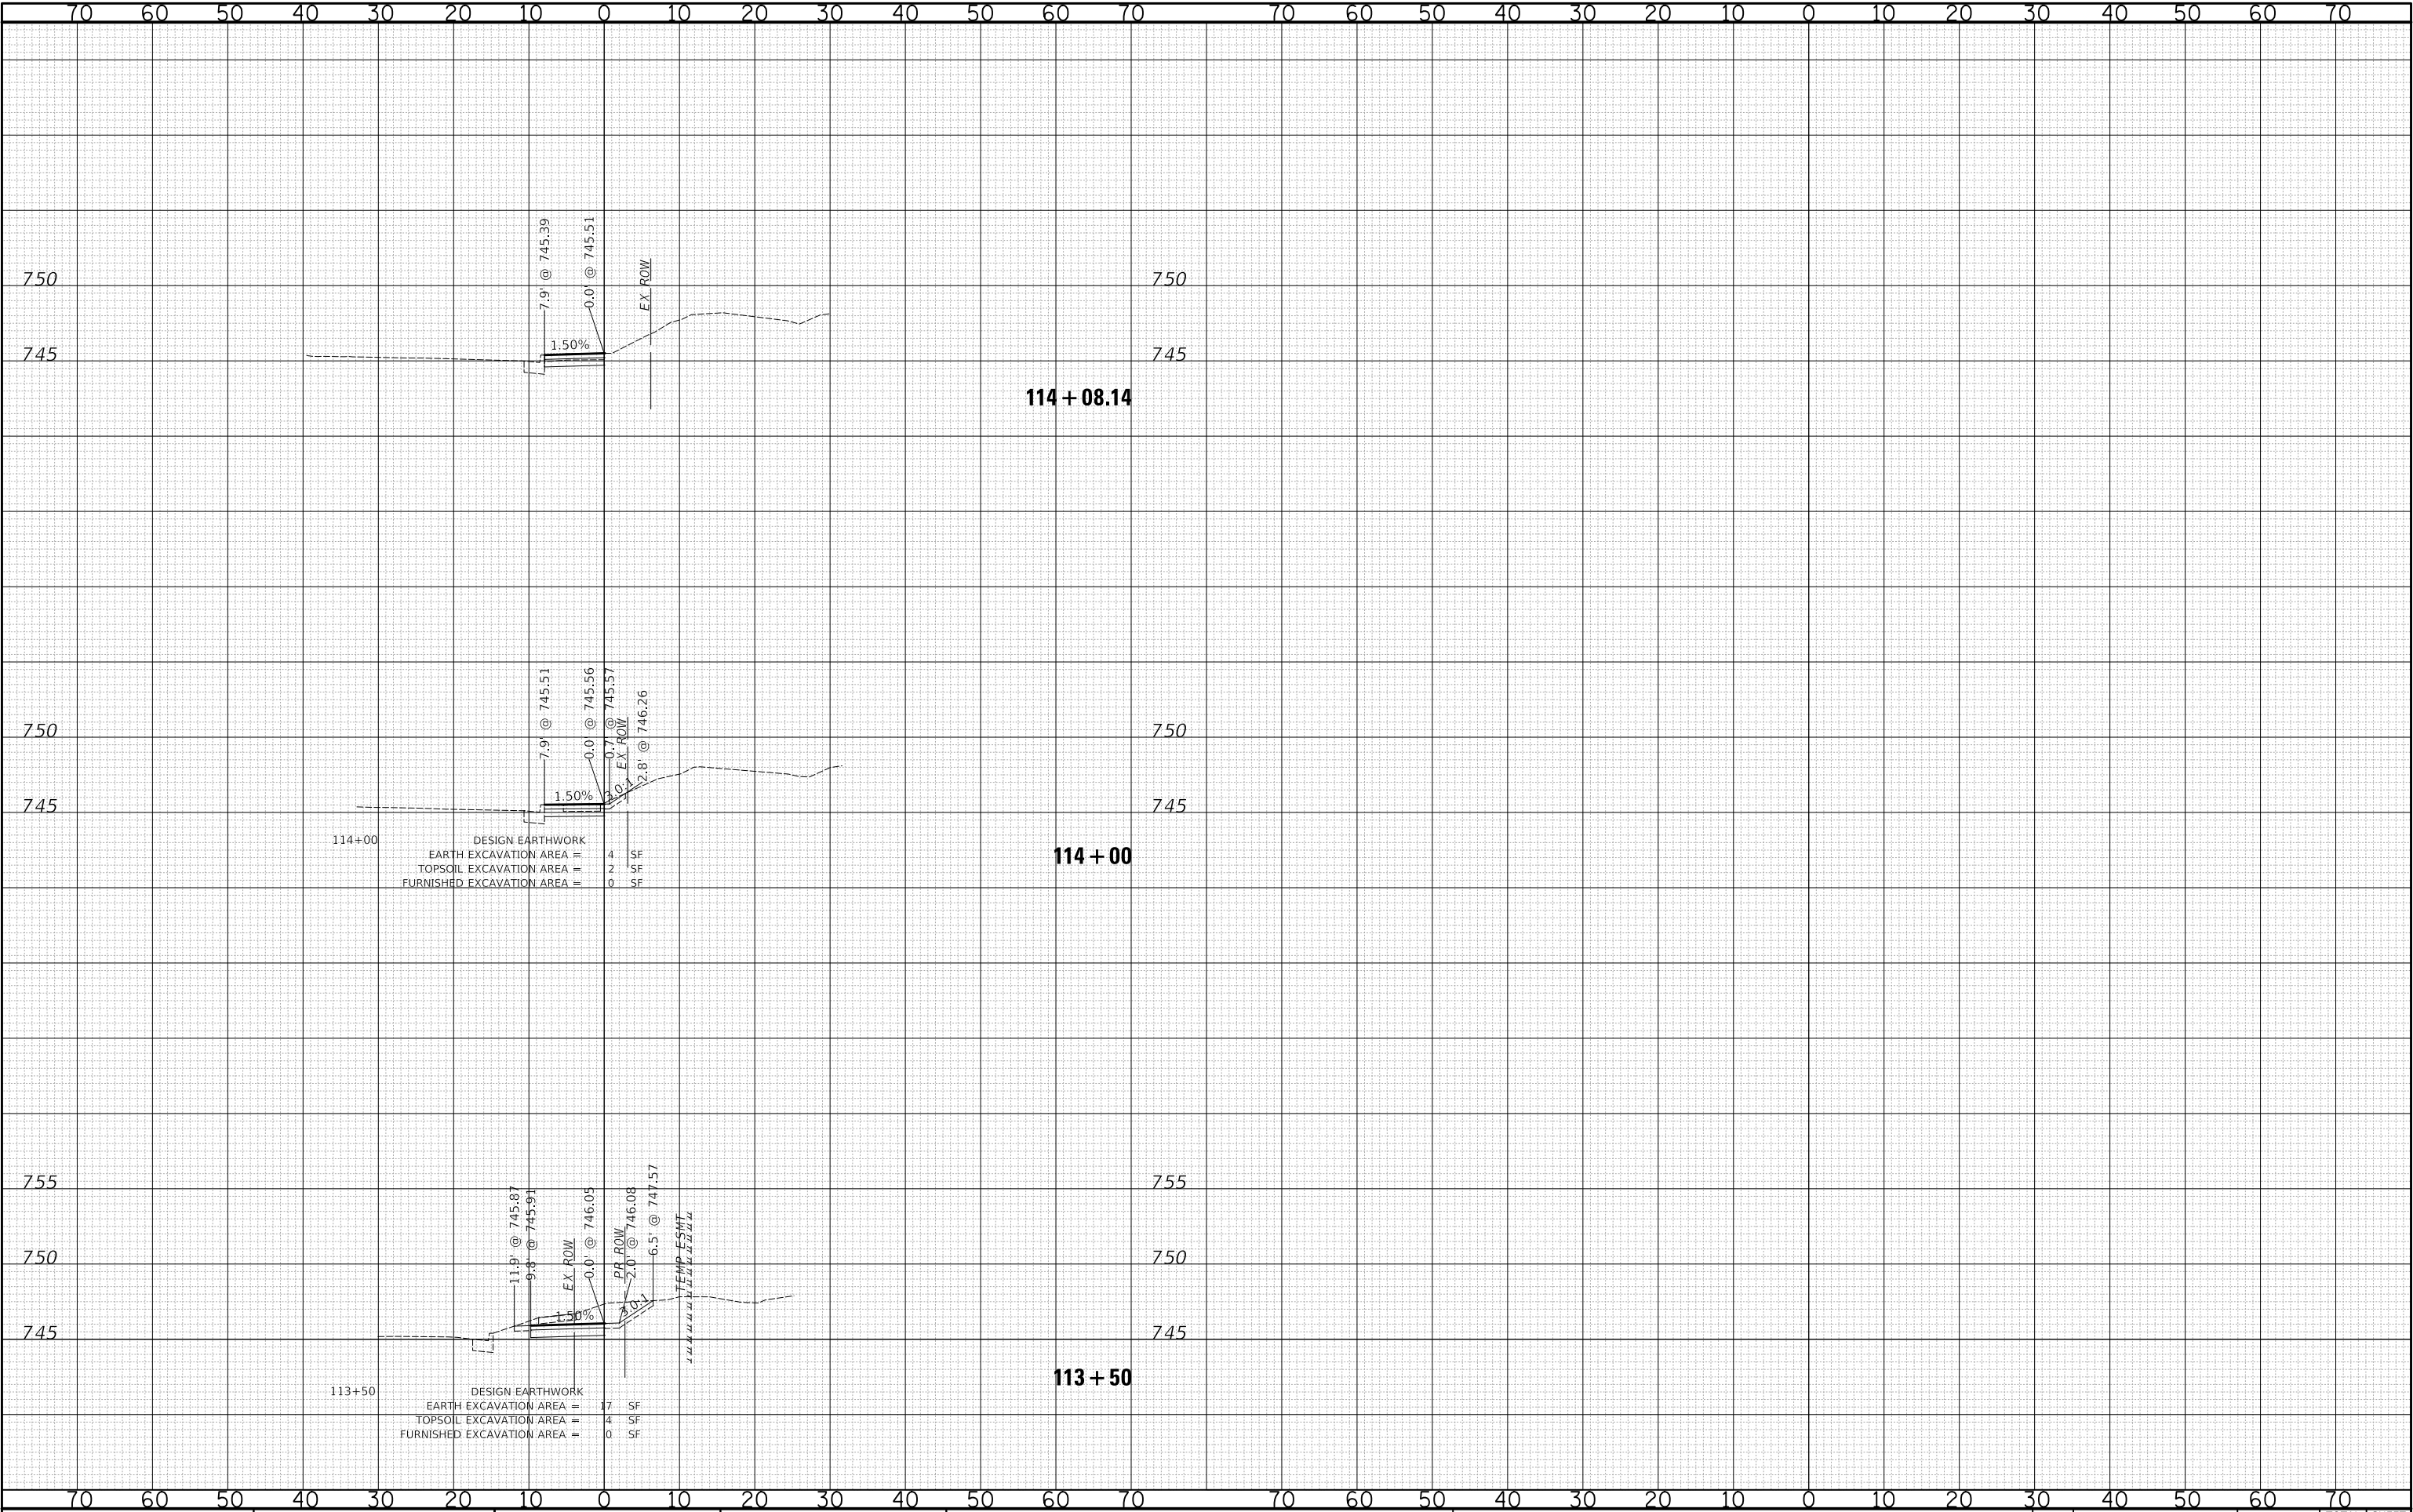 70 60 50 40 30 20 10 0 10 20 30 40 50 60 70 70 60 50 40 30 20 10 0 10 20 30 40 50 60 70
7.9' @ 745.39
0.0' @ 745.51
EX ROW
750 750
1.50%
745 745
114+08.14
7.9' @ 745.51
0.0' @ 745.56
0.7' @ 745.57
EX ROW
2.8' @ 746.26
750 750
1.50%
3.0:1
745 745
114+00 DESIGN EARTHWORK
EARTH EXCAVATION AREA = 4 SF
TOPSOIL EXCAVATION AREA = 2 SF
FURNISHED EXCAVATION AREA = 0 SF
114+00
755 755
11.9' @ 745.87
9.8' @ 745.91
EX ROW
0.0' @ 746.05
PR ROW
2.0' @ 746.08
6.5' @ 747.57
TEMP ESMT
750 750
1.50%
3.0:1
745 745
113+50
113+50 DESIGN EARTHWORK
EARTH EXCAVATION AREA = 17 SF
TOPSOIL EXCAVATION AREA = 4 SF
FURNISHED EXCAVATION AREA = 0 SF
70 60 50 40 30 20 10 0 10 20 30 40 50 60 70 70 60 50 40 30 20 10 0 10 20 30 40 50 60 70